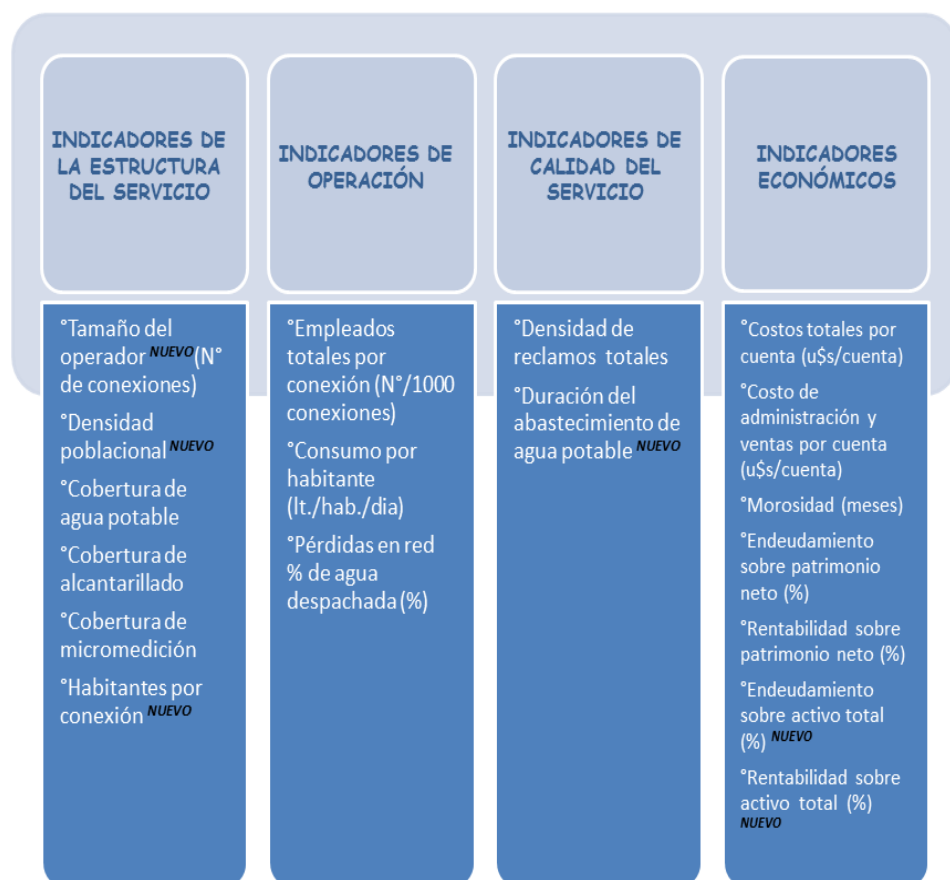 INDICADORES DE
LA ESTRUCTURA
DEL SERVICIO
°Tamaño del
operador NUEVO (N°
de conexiones)
°Densidad
poblacional NUEVO
°Cobertura de
agua potable
°Cobertura de
alcantarillado
°Cobertura de
micromedición
°Habitantes por
conexión NUEVO
INDICADORES DE
OPERACIÓN
°Empleados
totales por
conexión (N°/1000
conexiones)
°Consumo por
habitante
(lt./hab./dia)
°Pérdidas en red
% de agua
despachada (%)
INDICADORES DE
CALIDAD DEL
SERVICIO
°Densidad de
reclamos totales
°Duración del
abastecimiento de
agua potable NUEVO
INDICADORES
ECONÓMICOS
°Costos totales por
cuenta (u$s/cuenta)
°Costo de
administración y
ventas por cuenta
(u$s/cuenta)
°Morosidad (meses)
°Endeudamiento
sobre patrimonio
neto (%)
°Rentabilidad sobre
patrimonio neto (%)
°Endeudamiento
sobre activo total
(%) NUEVO
°Rentabilidad sobre
activo total (%)
NUEVO